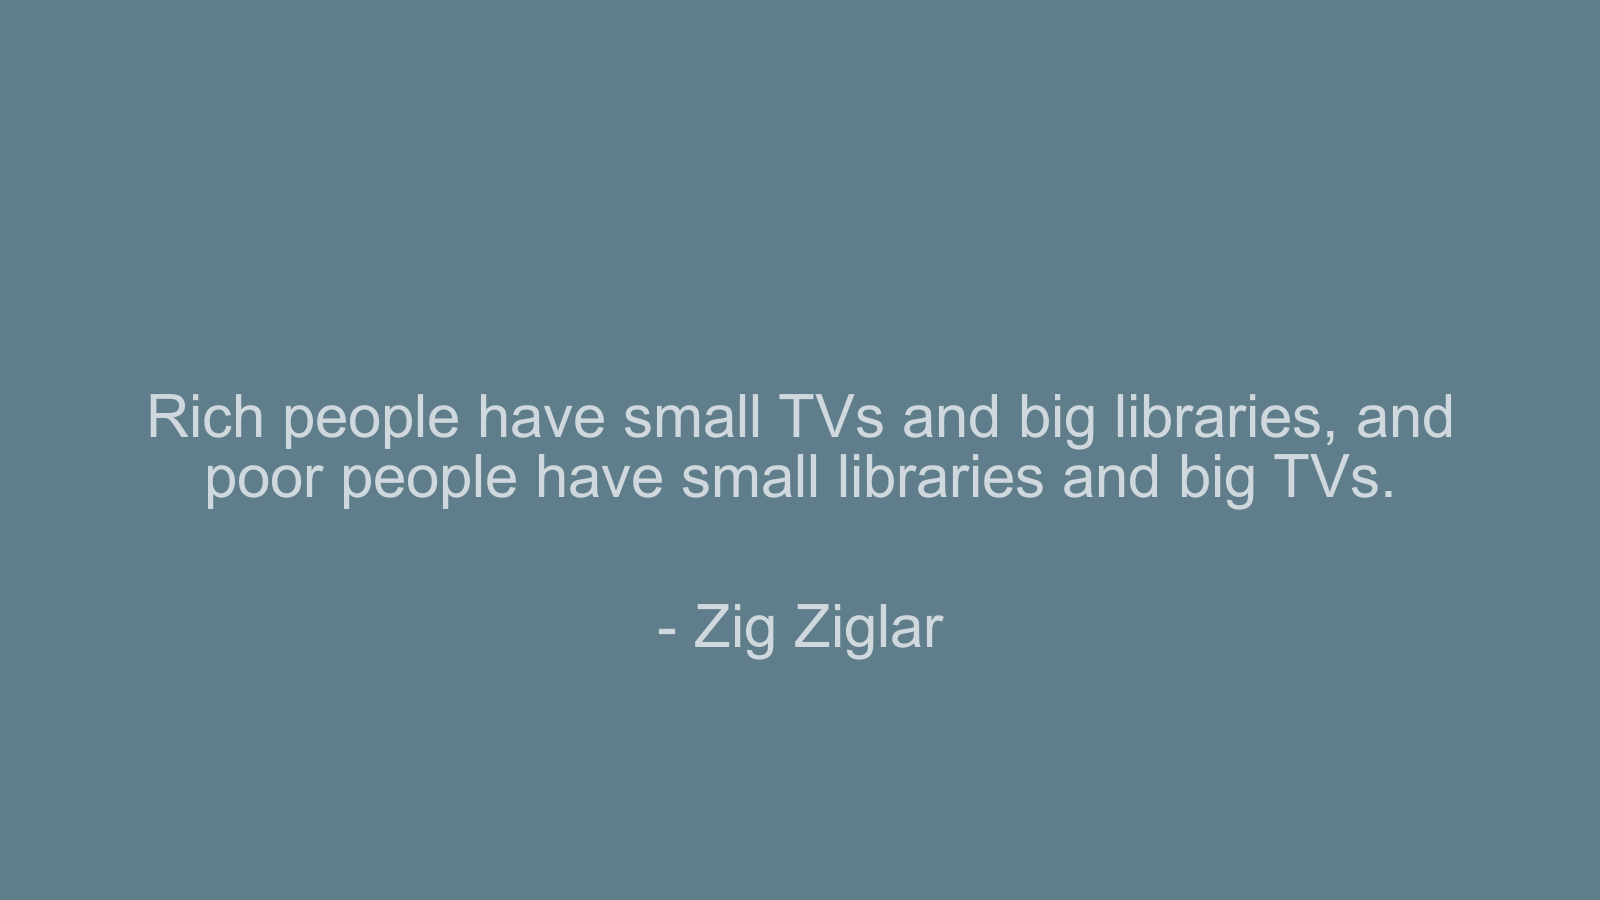 Rich people have small TVs and big libraries, and
poor people have small libraries and big TVs.
- Zig Ziglar